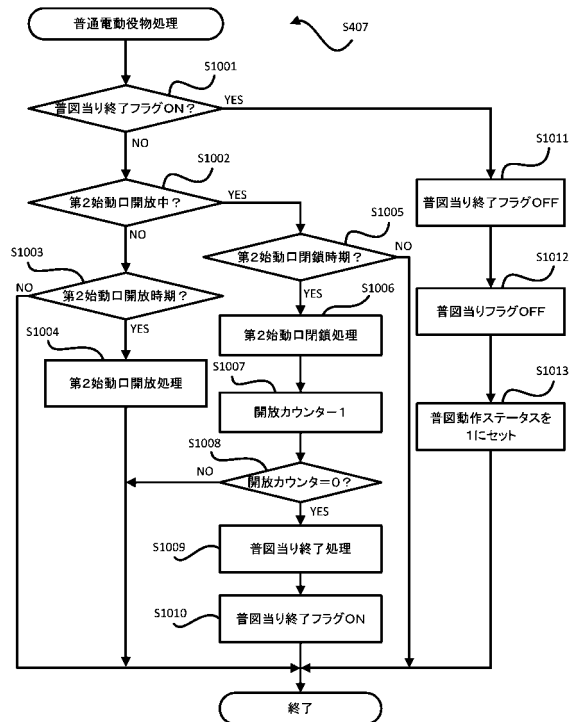 普通電動役物処理
S407
S1001
普図当り終了フラグON?
YES
NO
S1002
第2始動口開放中?
YES
NO
S1003
NO
第2始動口開放時期?
YES
S1004
第2始動口開放処理
S1005
第2始動口閉鎖時期?
NO
YES
S1006
第2始動口閉鎖処理
S1007
開放カウンター1
S1008
NO
開放カウンタ=0?
YES
S1009
普図当り終了処理
S1010
普図当り終了フラグON
S1011
普図当り終了フラグOFF
S1012
普図当りフラグOFF
S1013
普図動作ステータスを
1にセット
終了